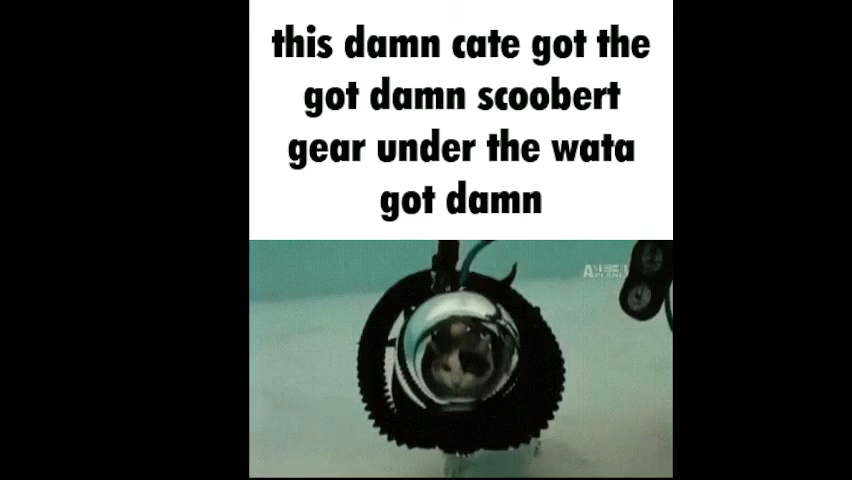 this damn cate got the
got damn scoobert
gear under the wata
got damn